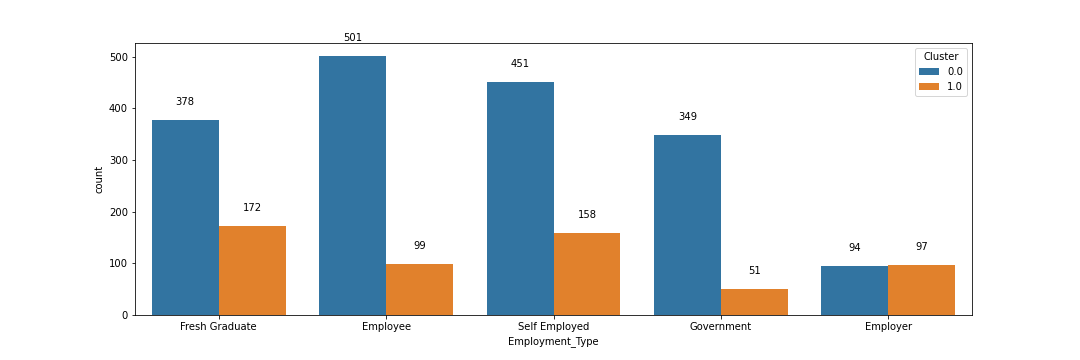 501
500
451
Cluster
0.0
1.0
378
400
349
300
count
200
172
158
100
99
51
94
97
0
Fresh Graduate
Employee
Self Employed
Government
Employer
Employment_Type